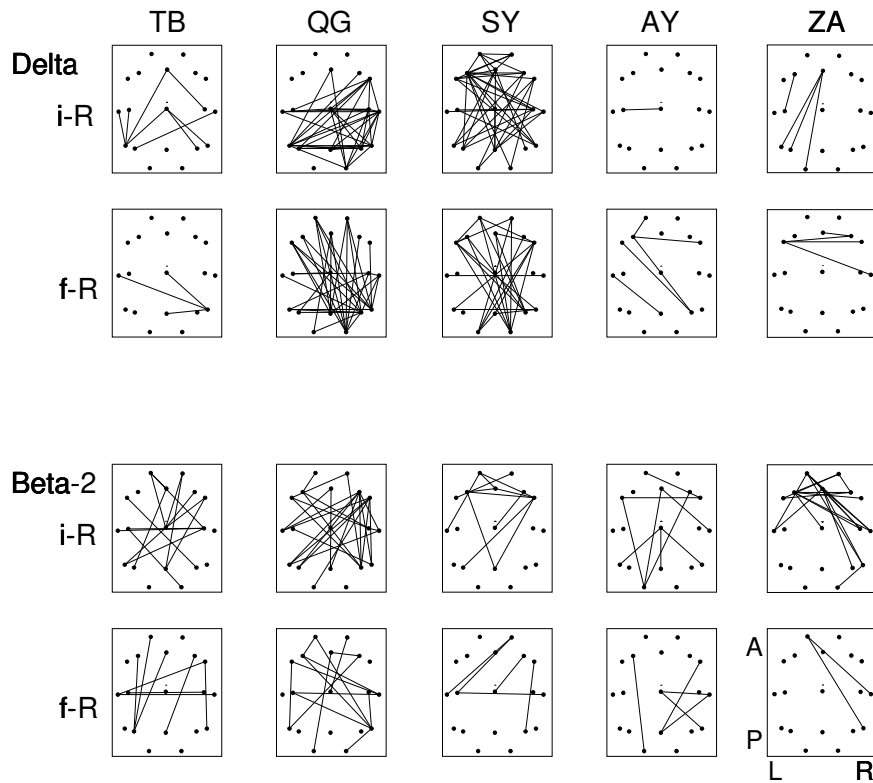 TB QG SY AY ZA
Delta
i-R
f-R
Beta-2
i-R
f-R
A
P
L R